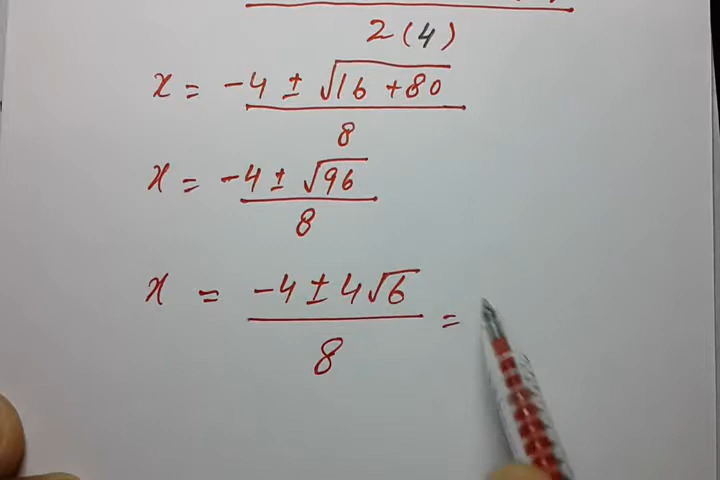 2(4)
x = -4 ± √16 + 80
8
x = -4 ± √96
8
x = -4 ± 4√6 =
8